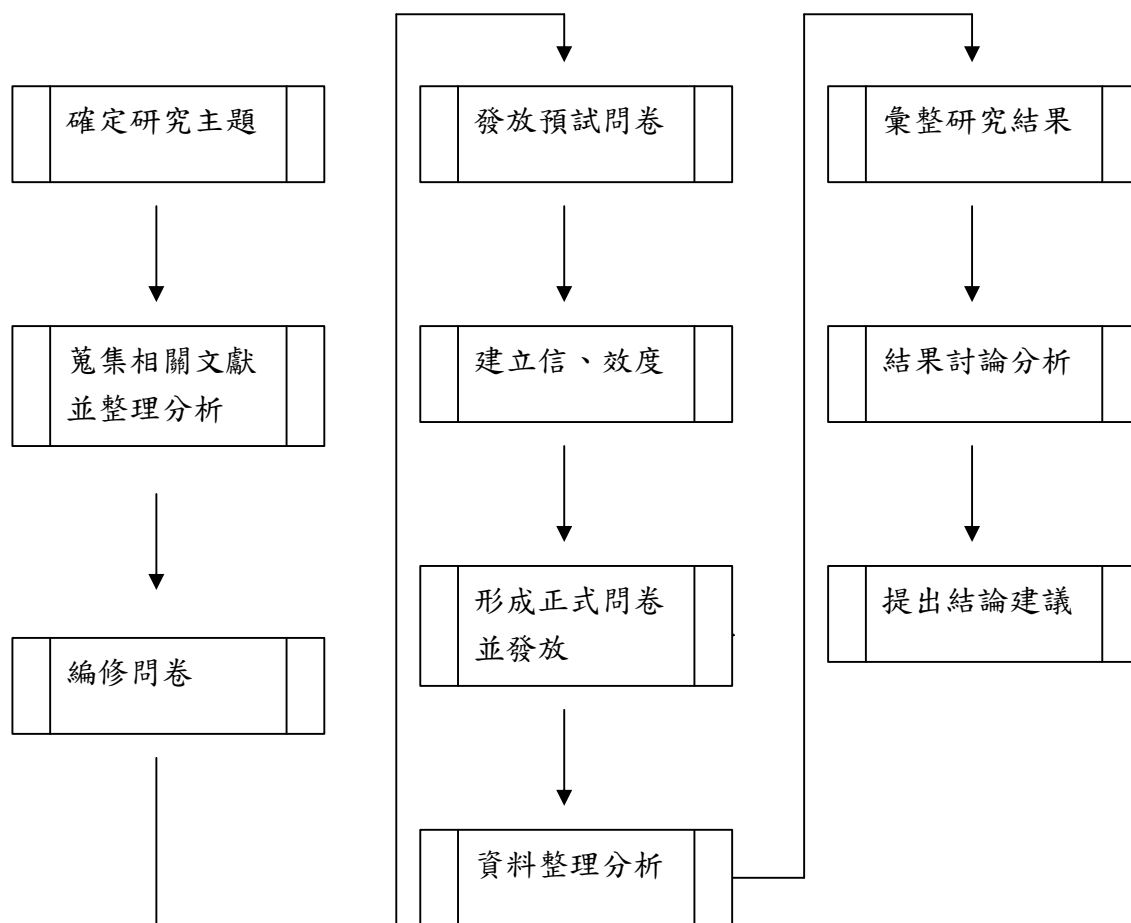 確定研究主題
蒐集相關文獻
並整理分析
編修問卷
發放預試問卷
建立信、效度
形成正式問卷
並發放
資料整理分析
彙整研究結果
結果討論分析
提出結論建議